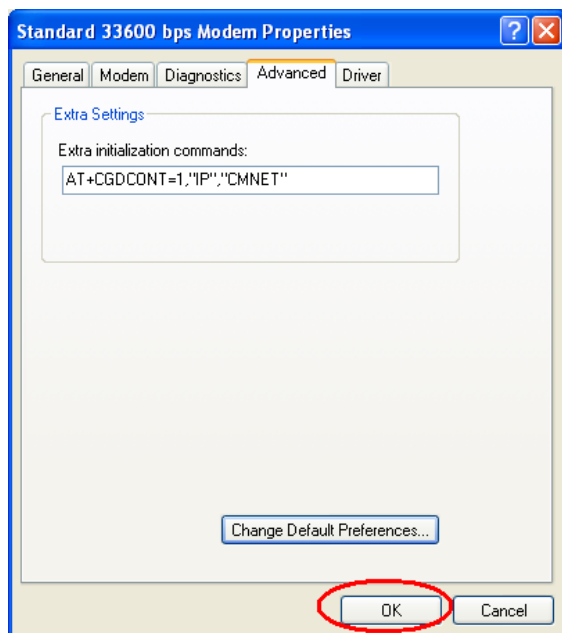 Standard 33600 bps Modem Properties
General Modem Diagnostics Advanced Driver
Extra Settings
Extra initialization commands:
AT+CGDCONT=1,"IP","CMNET"
Change Default Preferences...
OK Cancel